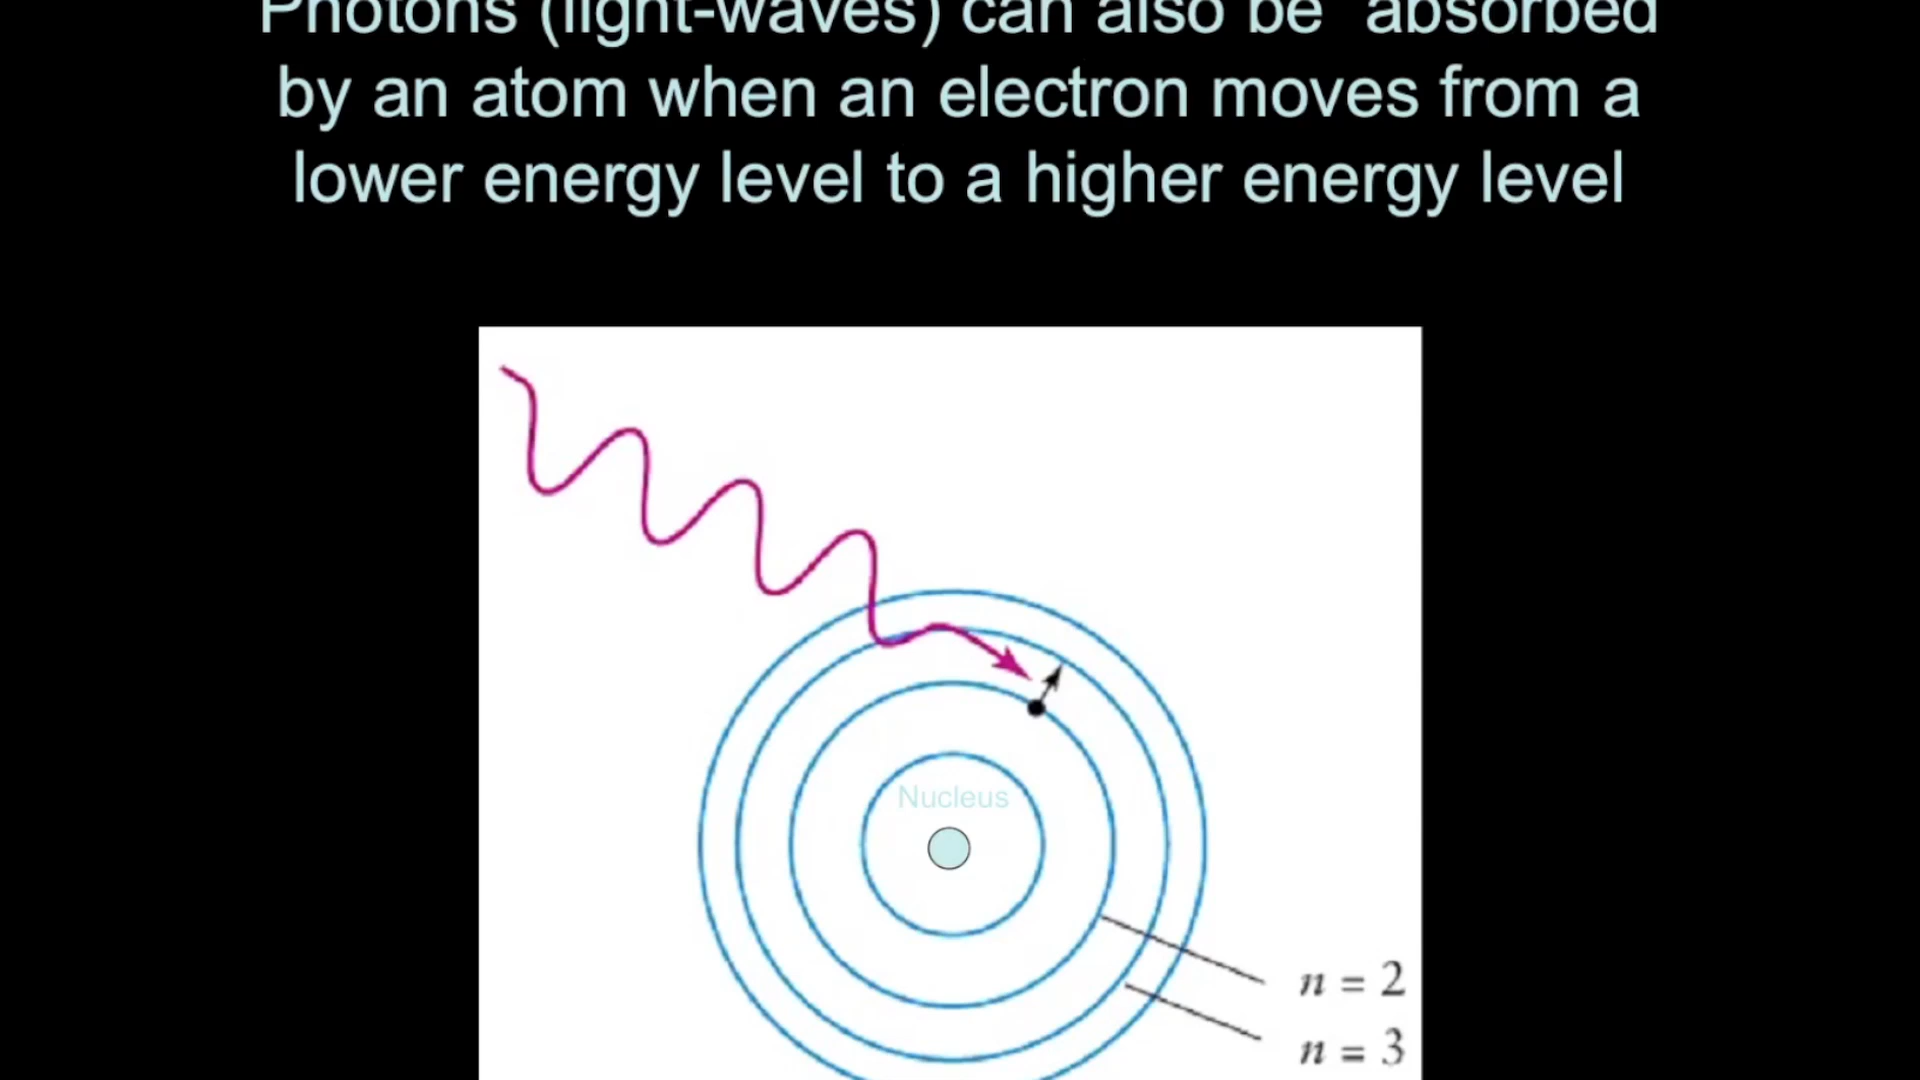 Photons (light-waves) can also be absorbed
by an atom when an electron moves from a
lower energy level to a higher energy level
Nucleus
n = 2
n = 3